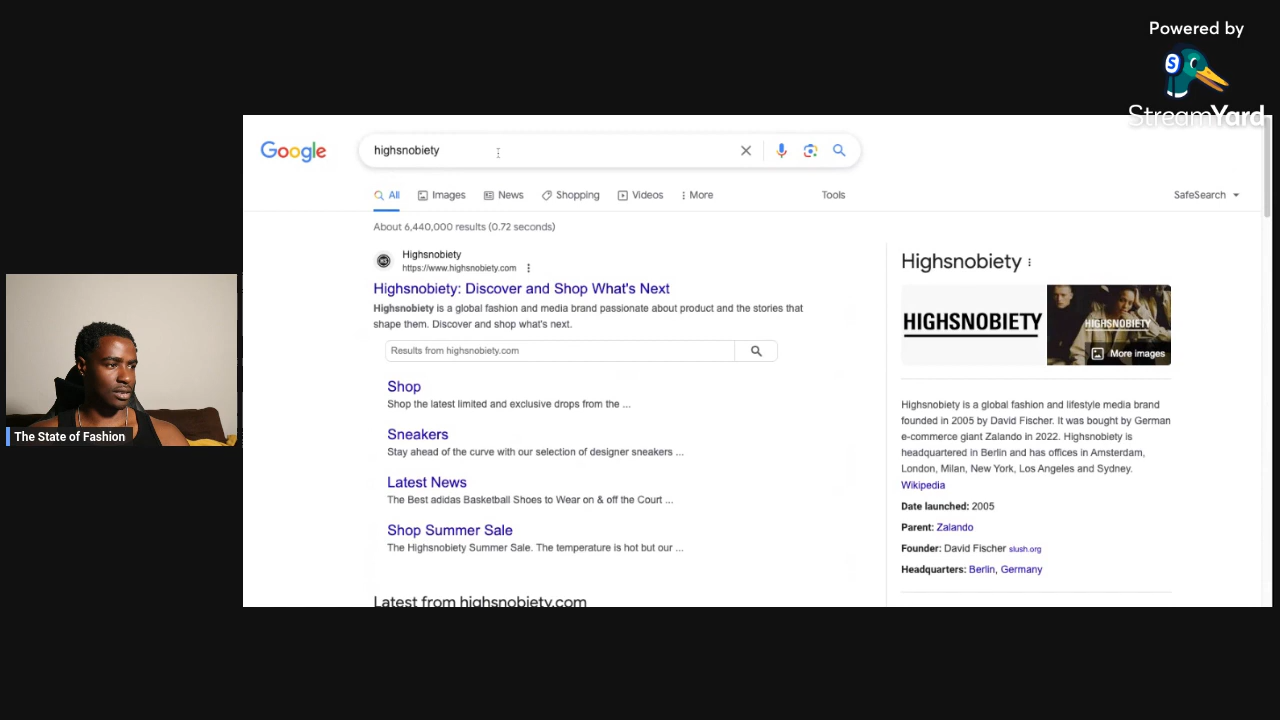 Powered by
StreamYard
Google
highsnobiety
All
Images
News
Shopping
Videos
More
Tools
SafeSearch
About 6,440,000 results (0.72 seconds)
Highsnobiety
https://www.highsnobiety.com
Highsnobiety: Discover and Shop What's Next
Highsnobiety is a global fashion and media brand passionate about product and the stories that
shape them. Discover and shop what's next.
Results from highsnobiety.com
Shop
Shop the latest limited and exclusive drops from the ...
Sneakers
Stay ahead of the curve with our selection of designer sneakers ...
Latest News
The Best adidas Basketball Shoes to Wear on & off the Court ...
Shop Summer Sale
The Highsnobiety Summer Sale. The temperature is hot but our ...
Latest from highsnobiety.com
Highsnobiety
HIGHSNOBIETY
HIGHSNOBIETY
More images
Highsnobiety is a global fashion and lifestyle media brand
founded in 2005 by David Fischer. It was bought by German
e-commerce giant Zalando in 2022. Highsnobiety is
headquartered in Berlin and has offices in Amsterdam,
London, Milan, New York, Los Angeles and Sydney.
Wikipedia
Date launched: 2005
Parent: Zalando
Founder: David Fischer slush.org
Headquarters: Berlin, Germany
The State of Fashion